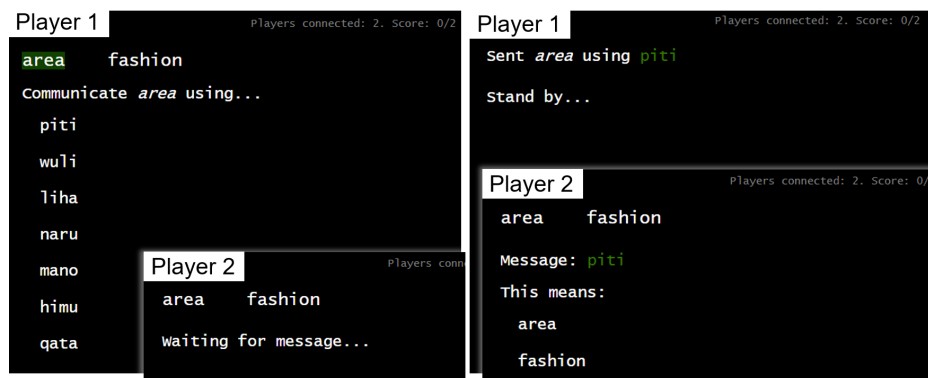 Player 1
Players connected: 2. Score: 0/2
area fashion
Communicate area using...
piti
wuli
liha
naru
mano
himu
qata
Player 2
Players conn
area fashion
Waiting for message...
Player 1
Players connected: 2. Score: 0/2
Sent area using piti
Stand by...
Player 2
Players connected: 2. Score: 0/
area fashion
Message: piti
This means:
area
fashion